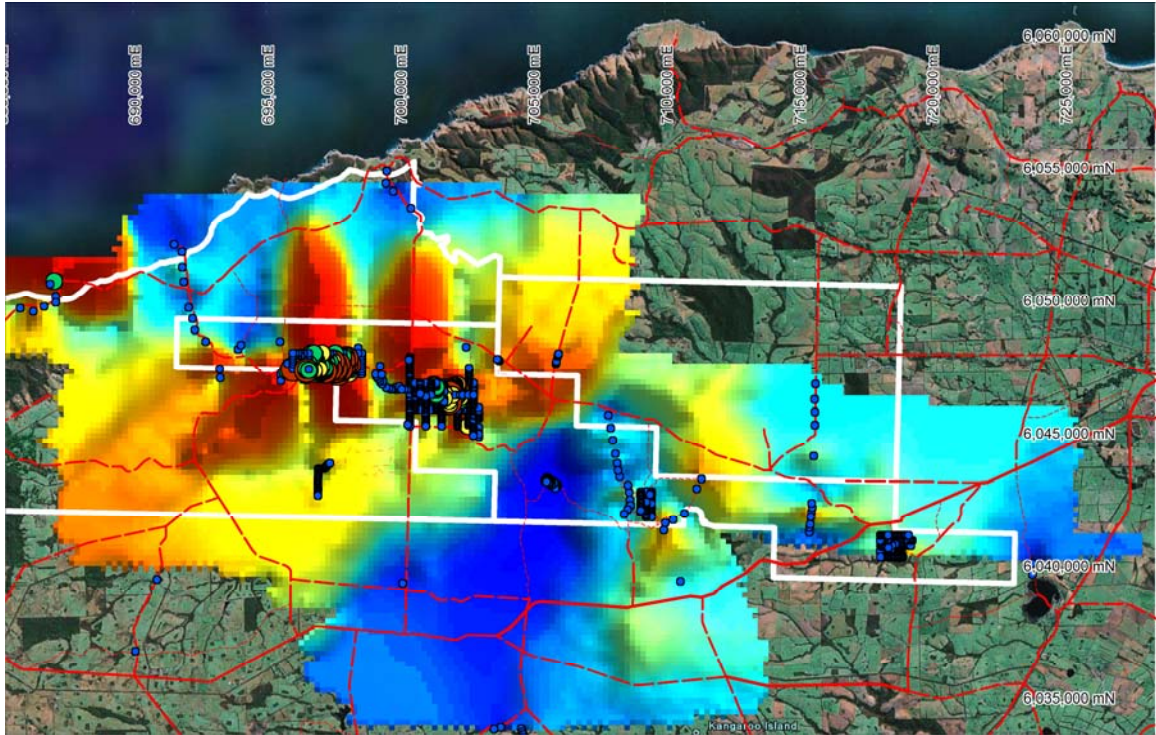 690,000 mE
695,000 mE
700,000 mE
705,000 mE
710,000 mE
715,000 mE
720,000 mE
725,000 mE
6,060,000 mN
6,055,000 mN
6,050,000 mN
6,045,000 mN
6,040,000 mN
6,035,000 mN
Kangaroo Island